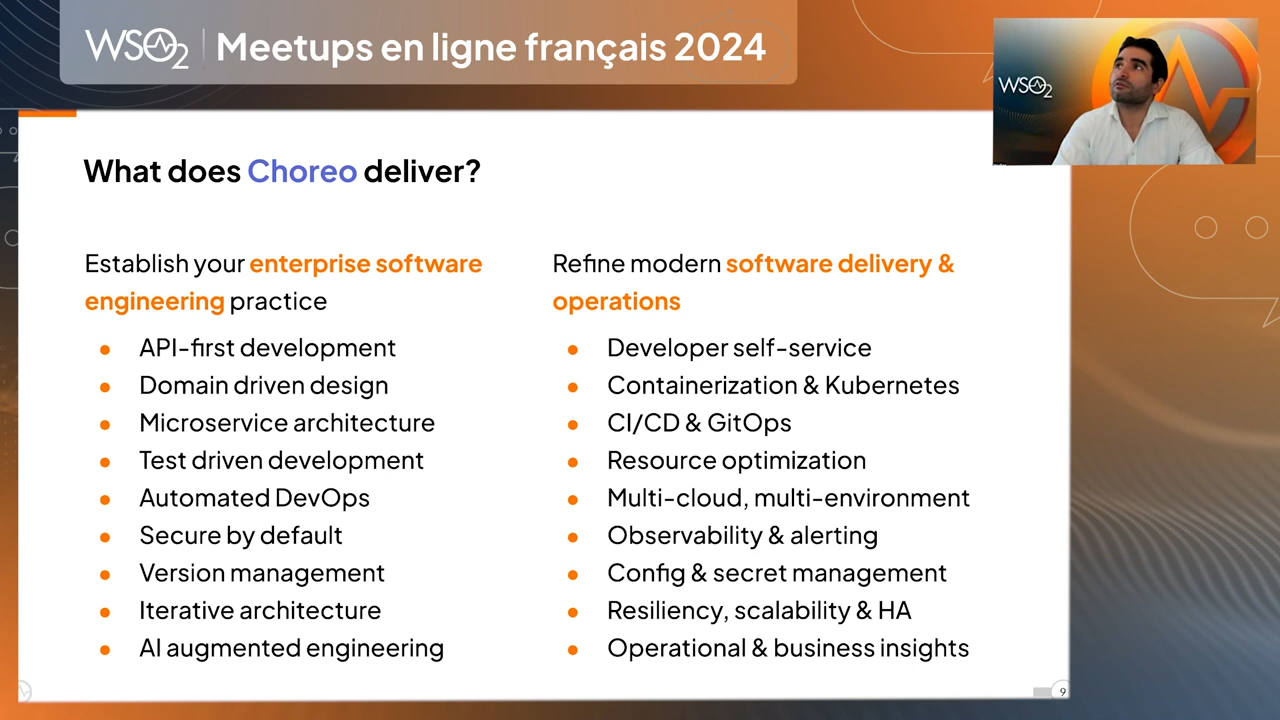 WSO2 | Meetups en ligne français 2024
WSO2
What does Choreo deliver?
Establish your enterprise software
engineering practice
• API-first development
• Domain driven design
• Microservice architecture
• Test driven development
• Automated DevOps
• Secure by default
• Version management
• Iterative architecture
• AI augmented engineering
Refine modern software delivery &
operations
• Developer self-service
• Containerization & Kubernetes
• CI/CD & GitOps
• Resource optimization
• Multi-cloud, multi-environment
• Observability & alerting
• Config & secret management
• Resiliency, scalability & HA
• Operational & business insights
9